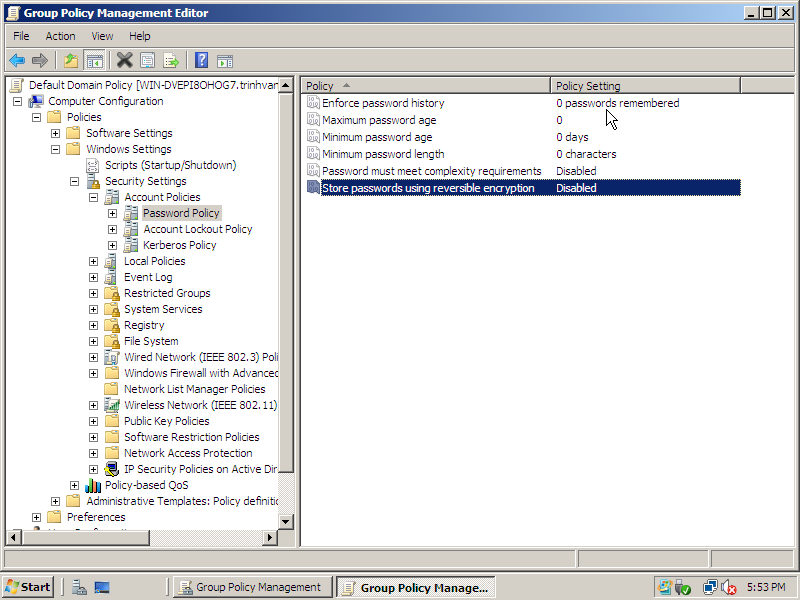 Group Policy Management Editor
File Action View Help
Default Domain Policy [WIN-DVEPI8OHOG7.trinhvan
Computer Configuration
Policies
Software Settings
Windows Settings
Scripts (Startup/Shutdown)
Security Settings
Account Policies
Password Policy
Account Lockout Policy
Kerberos Policy
Local Policies
Event Log
Restricted Groups
System Services
Registry
File System
Wired Network (IEEE 802.3) Poli
Windows Firewall with Advanced
Network List Manager Policies
Wireless Network (IEEE 802.11)
Public Key Policies
Software Restriction Policies
Network Access Protection
IP Security Policies on Active Dir
Policy-based QoS
Administrative Templates: Policy definitio
Preferences
Policy Policy Setting
Enforce password history 0 passwords remembered
Maximum password age 0
Minimum password age 0 days
Minimum password length 0 characters
Password must meet complexity requirements Disabled
Store passwords using reversible encryption Disabled
Start Group Policy Management Group Policy Manage... 5:53 PM